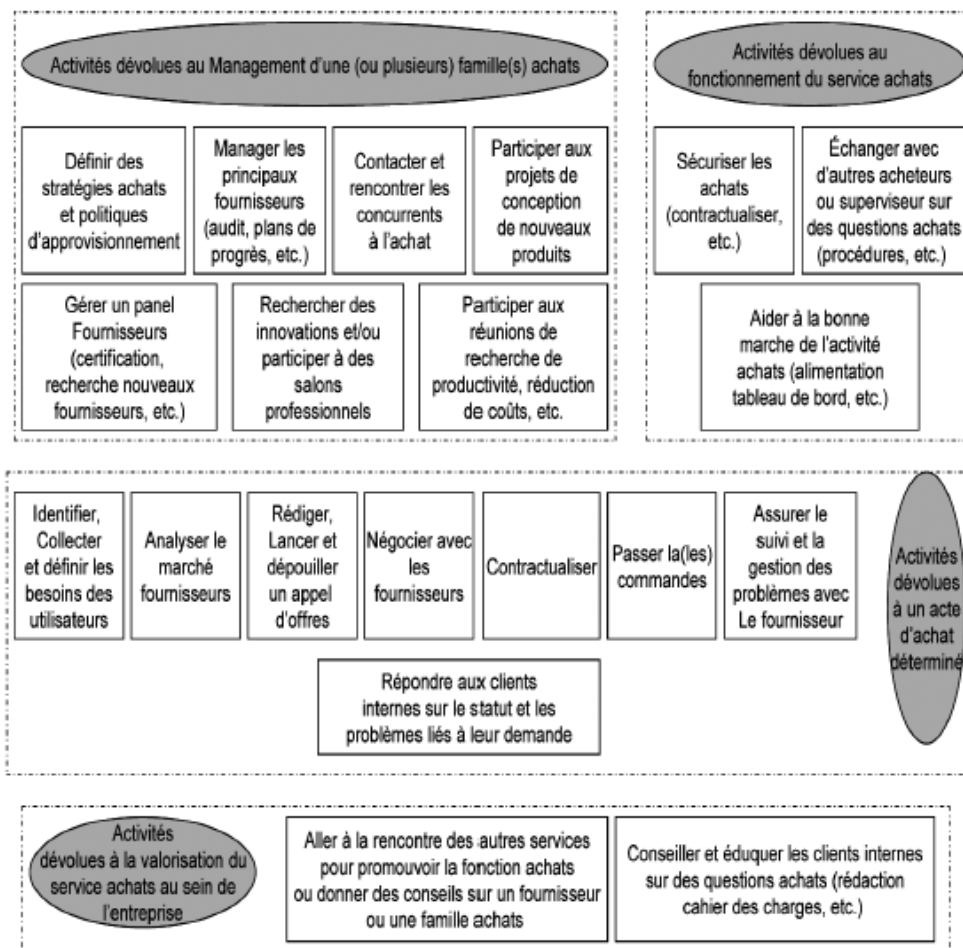 Activités dévolues au Management d'une (ou plusieurs) famille(s) achats
Définir des
stratégies achats
et politiques
d'approvisionnement
Manager les
principaux
fournisseurs
(audit, plans de
progrès, etc.)
Contacter et
rencontrer les
concurrents
à l'achat
Participer aux
projets de
conception
de nouveaux
produits
Gérer un panel
Fournisseurs
(certification,
recherche nouveaux
fournisseurs, etc.)
Rechercher des
innovations et/ou
participer à des
salons
professionnels
Participer aux
réunions de
recherche de
productivité, réduction
de coûts, etc.
Activités dévolues au
fonctionnement du service achats
Sécuriser les
achats
(contractualiser,
etc.)
Échanger avec
d'autres acheteurs
ou superviseur sur
des questions achats
(procédures, etc.)
Aider à la bonne
marche de l'activité
achats (alimentation
tableau de bord, etc.)
Identifier,
Collecter
et définir les
besoins des
utilisateurs
Analyser le
marché
fournisseurs
Rédiger,
Lancer et
dépouiller
un appel
d'offres
Négocier avec
les
fournisseurs
Contractualiser
Passer la(les)
commandes
Assurer le
suivi et la
gestion des
problèmes avec
Le fournisseur
Activités
dévolues
à un acte
d'achat
déterminé
Répondre aux clients
internes sur le statut et les
problèmes liés à leur demande
Activités
dévolues à la valorisation du
service achats au sein de
l'entreprise
Aller à la rencontre des autres services
pour promouvoir la fonction achats
ou donner des conseils sur un fournisseur
ou une famille achats
Conseiller et éduquer les clients internes
sur des questions achats (rédaction
cahier des charges, etc.)